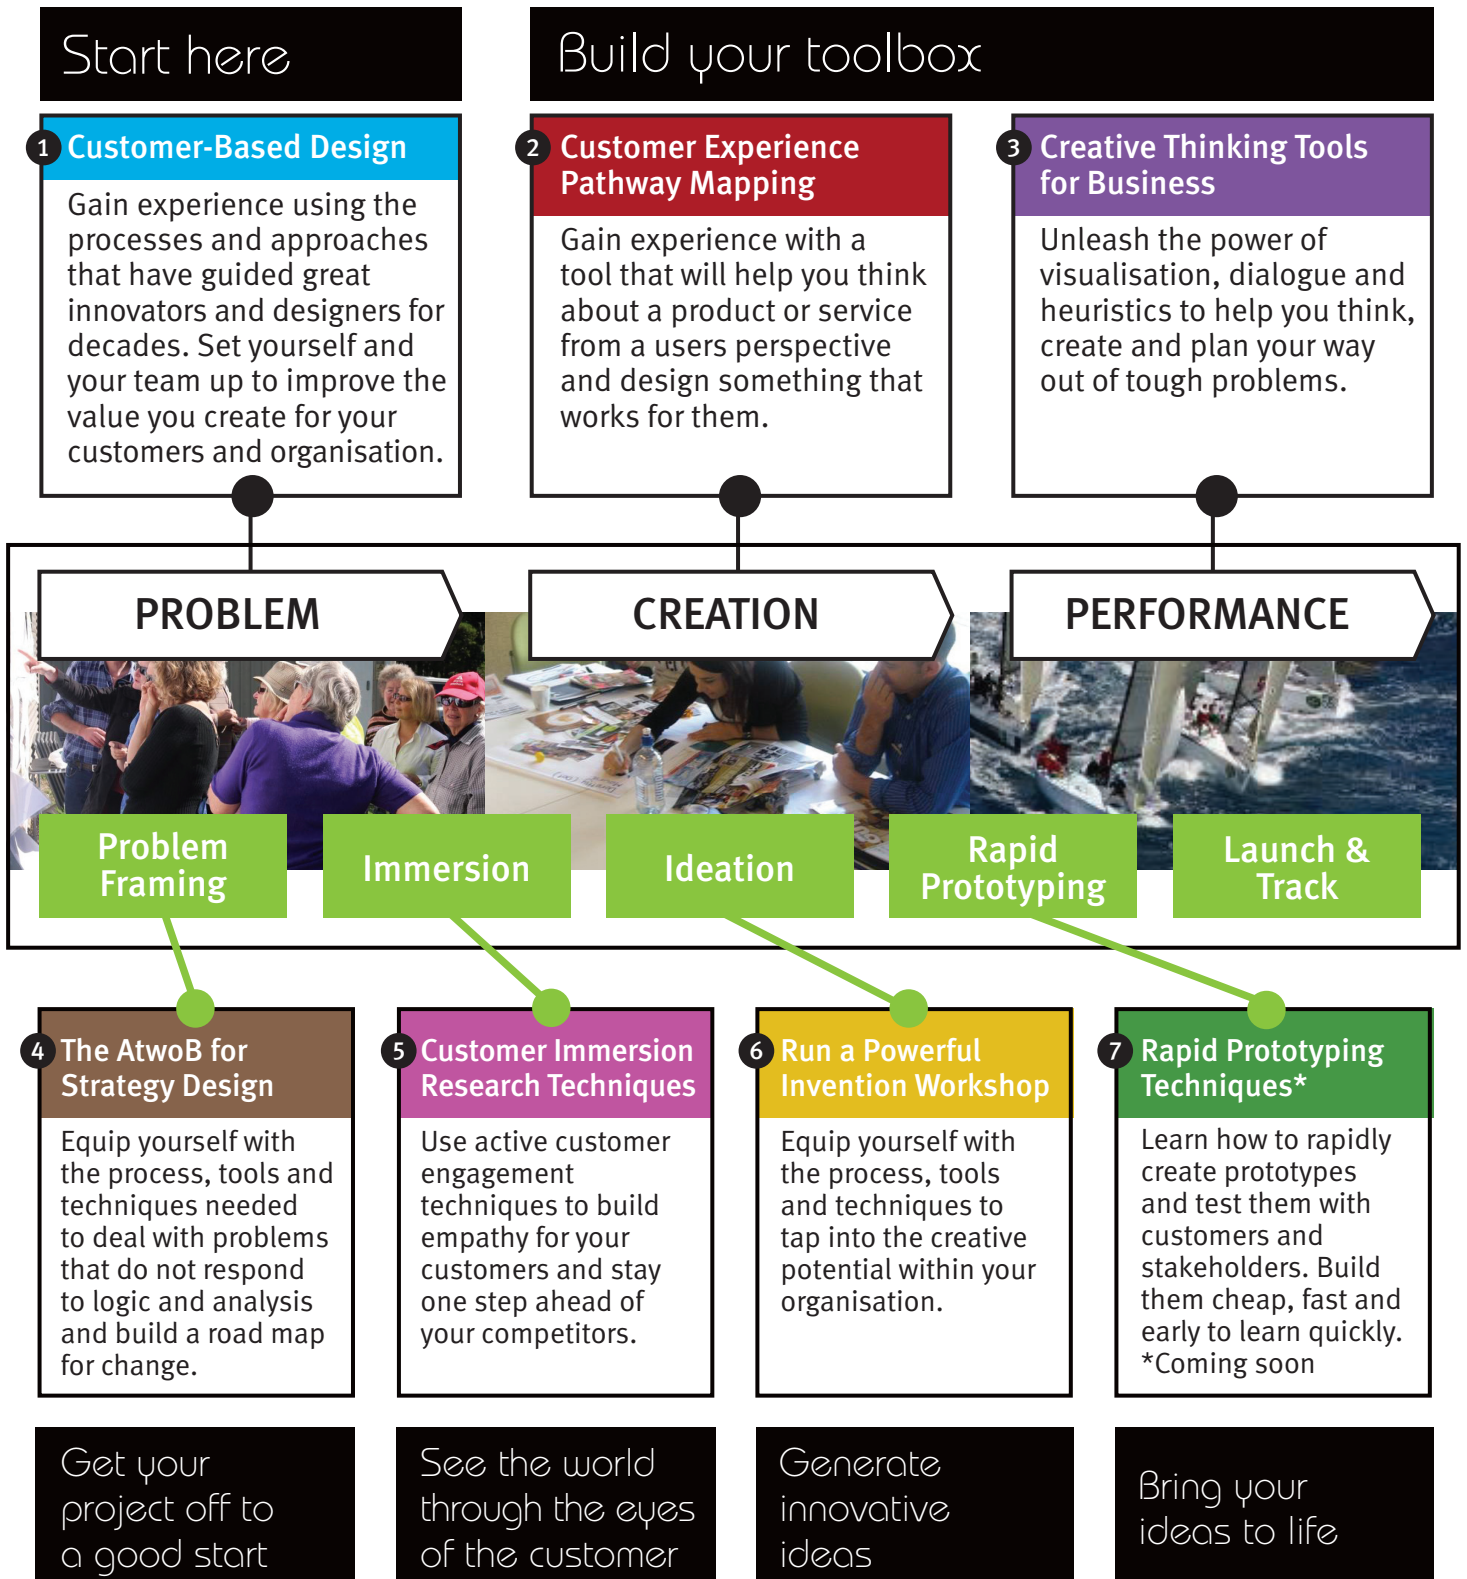 Start here
Build your toolbox
1 Customer-Based Design
Gain experience using the
processes and approaches
that have guided great
innovators and designers for
decades. Set yourself and
your team up to improve the
value you create for your
customers and organisation.
2 Customer Experience
Pathway Mapping
Gain experience with a
tool that will help you think
about a product or service
from a users perspective
and design something that
works for them.
3 Creative Thinking Tools
for Business
Unleash the power of
visualisation, dialogue and
heuristics to help you think,
create and plan your way
out of tough problems.
PROBLEM
CREATION
PERFORMANCE
Problem
Framing
Immersion
Ideation
Rapid
Prototyping
Launch &
Track
4 The AtwoB for
Strategy Design
Equip yourself with
the process, tools and
techniques needed
to deal with problems
that do not respond
to logic and analysis
and build a road map
for change.
5 Customer Immersion
Research Techniques
Use active customer
engagement
techniques to build
empathy for your
customers and stay
one step ahead of
your competitors.
6 Run a Powerful
Invention Workshop
Equip yourself with
the process, tools
and techniques to
tap into the creative
potential within your
organisation.
7 Rapid Prototyping
Techniques*
Learn how to rapidly
create prototypes
and test them with
customers and
stakeholders. Build
them cheap, fast and
early to learn quickly.
*Coming soon
Get your
project off to
a good start
See the world
through the eyes
of the customer
Generate
innovative
ideas
Bring your
ideas to life